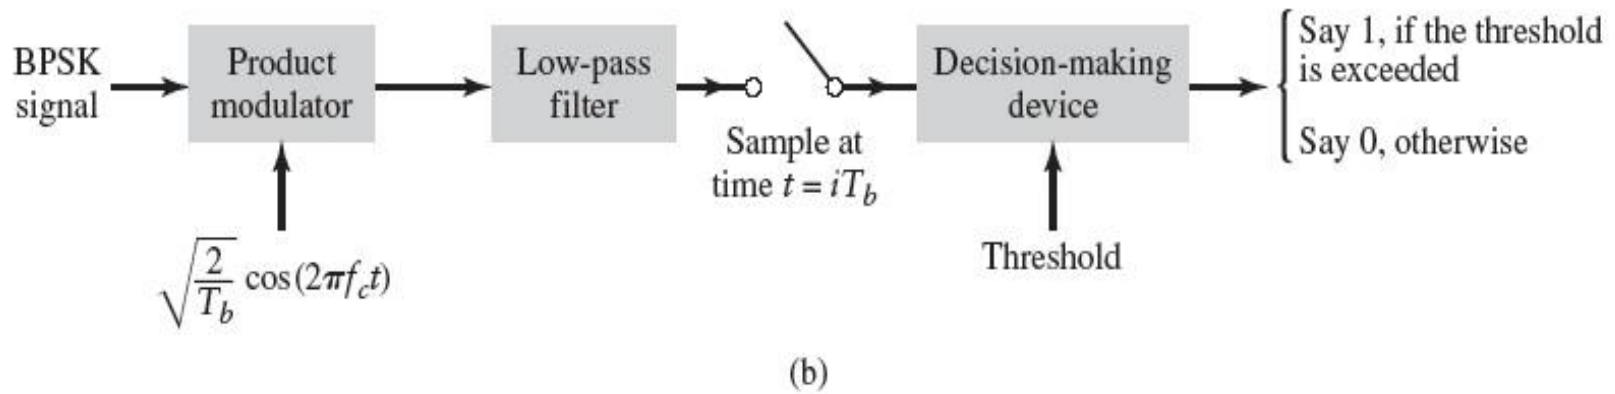 BPSK
signal
Product
modulator
√(2/T_b) cos(2πf_ct)
Low-pass
filter
Sample at
time t = iT_b
Decision-making
device
Threshold
Say 1, if the threshold
is exceeded
Say 0, otherwise
(b)